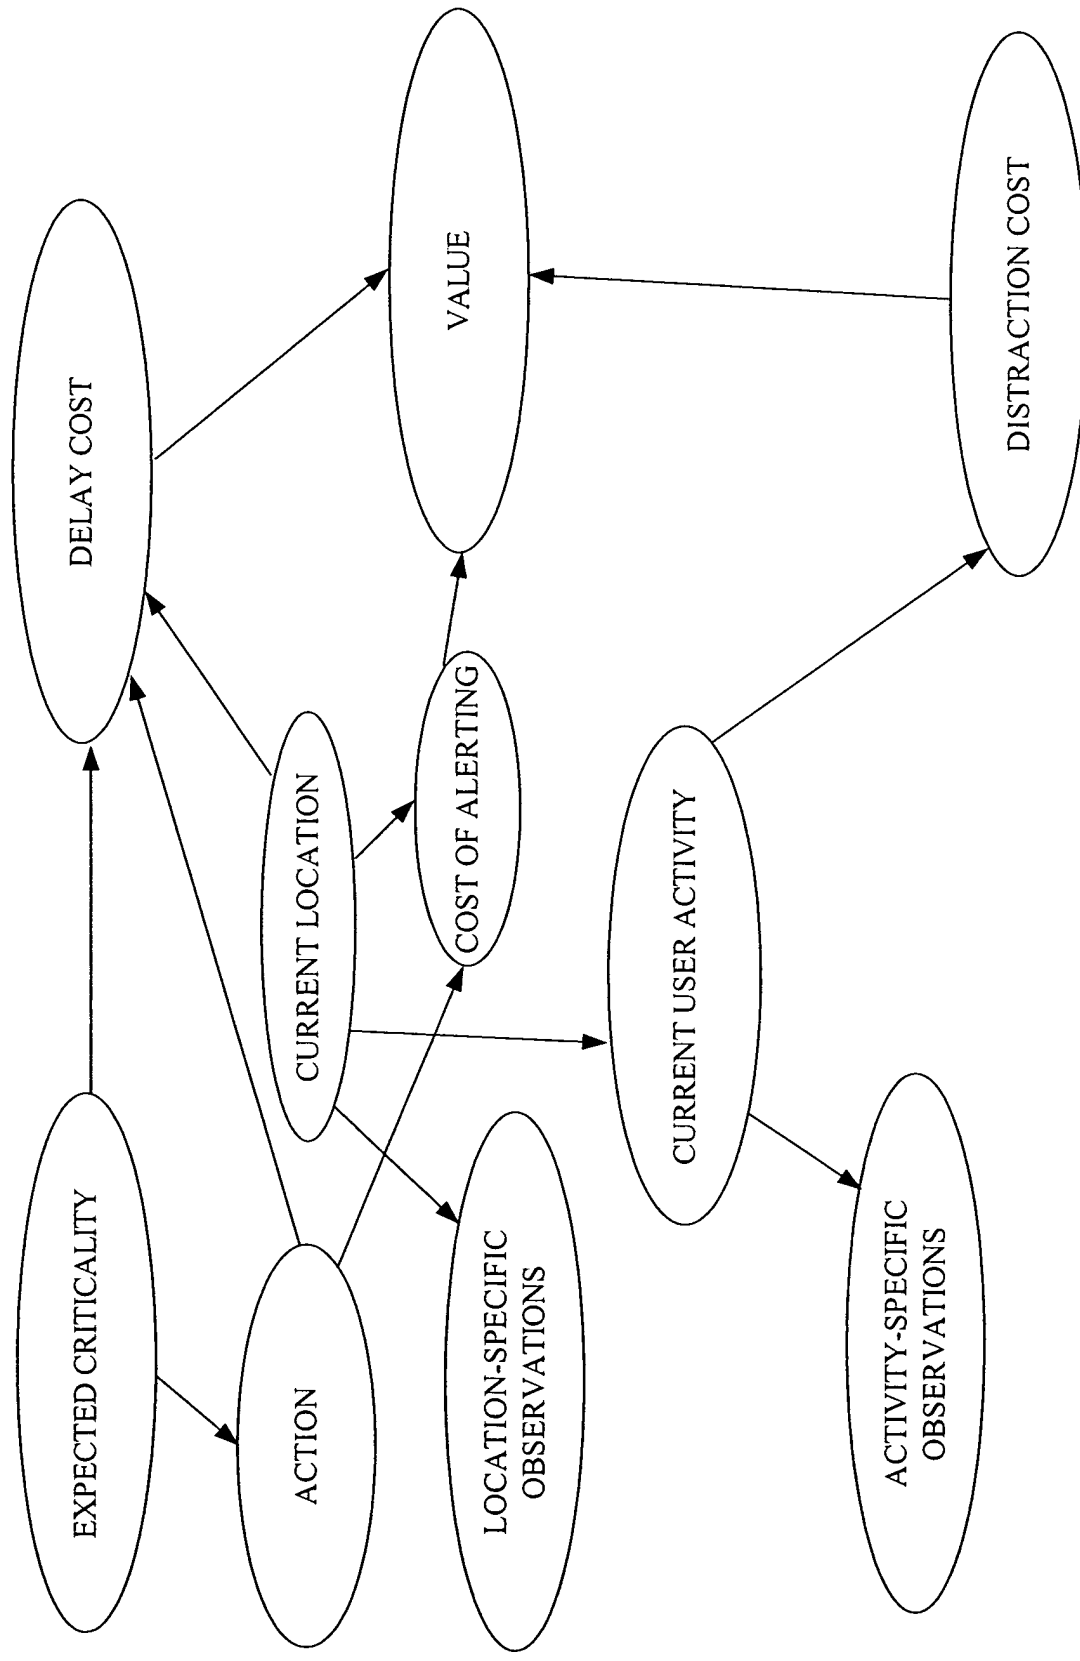 EXPECTED CRITICALITY
DELAY COST
ACTION
CURRENT LOCATION
VALUE
COST OF ALERTING
LOCATION-SPECIFIC
OBSERVATIONS
CURRENT USER ACTIVITY
ACTIVITY-SPECIFIC
OBSERVATIONS
DISTRACTION COST